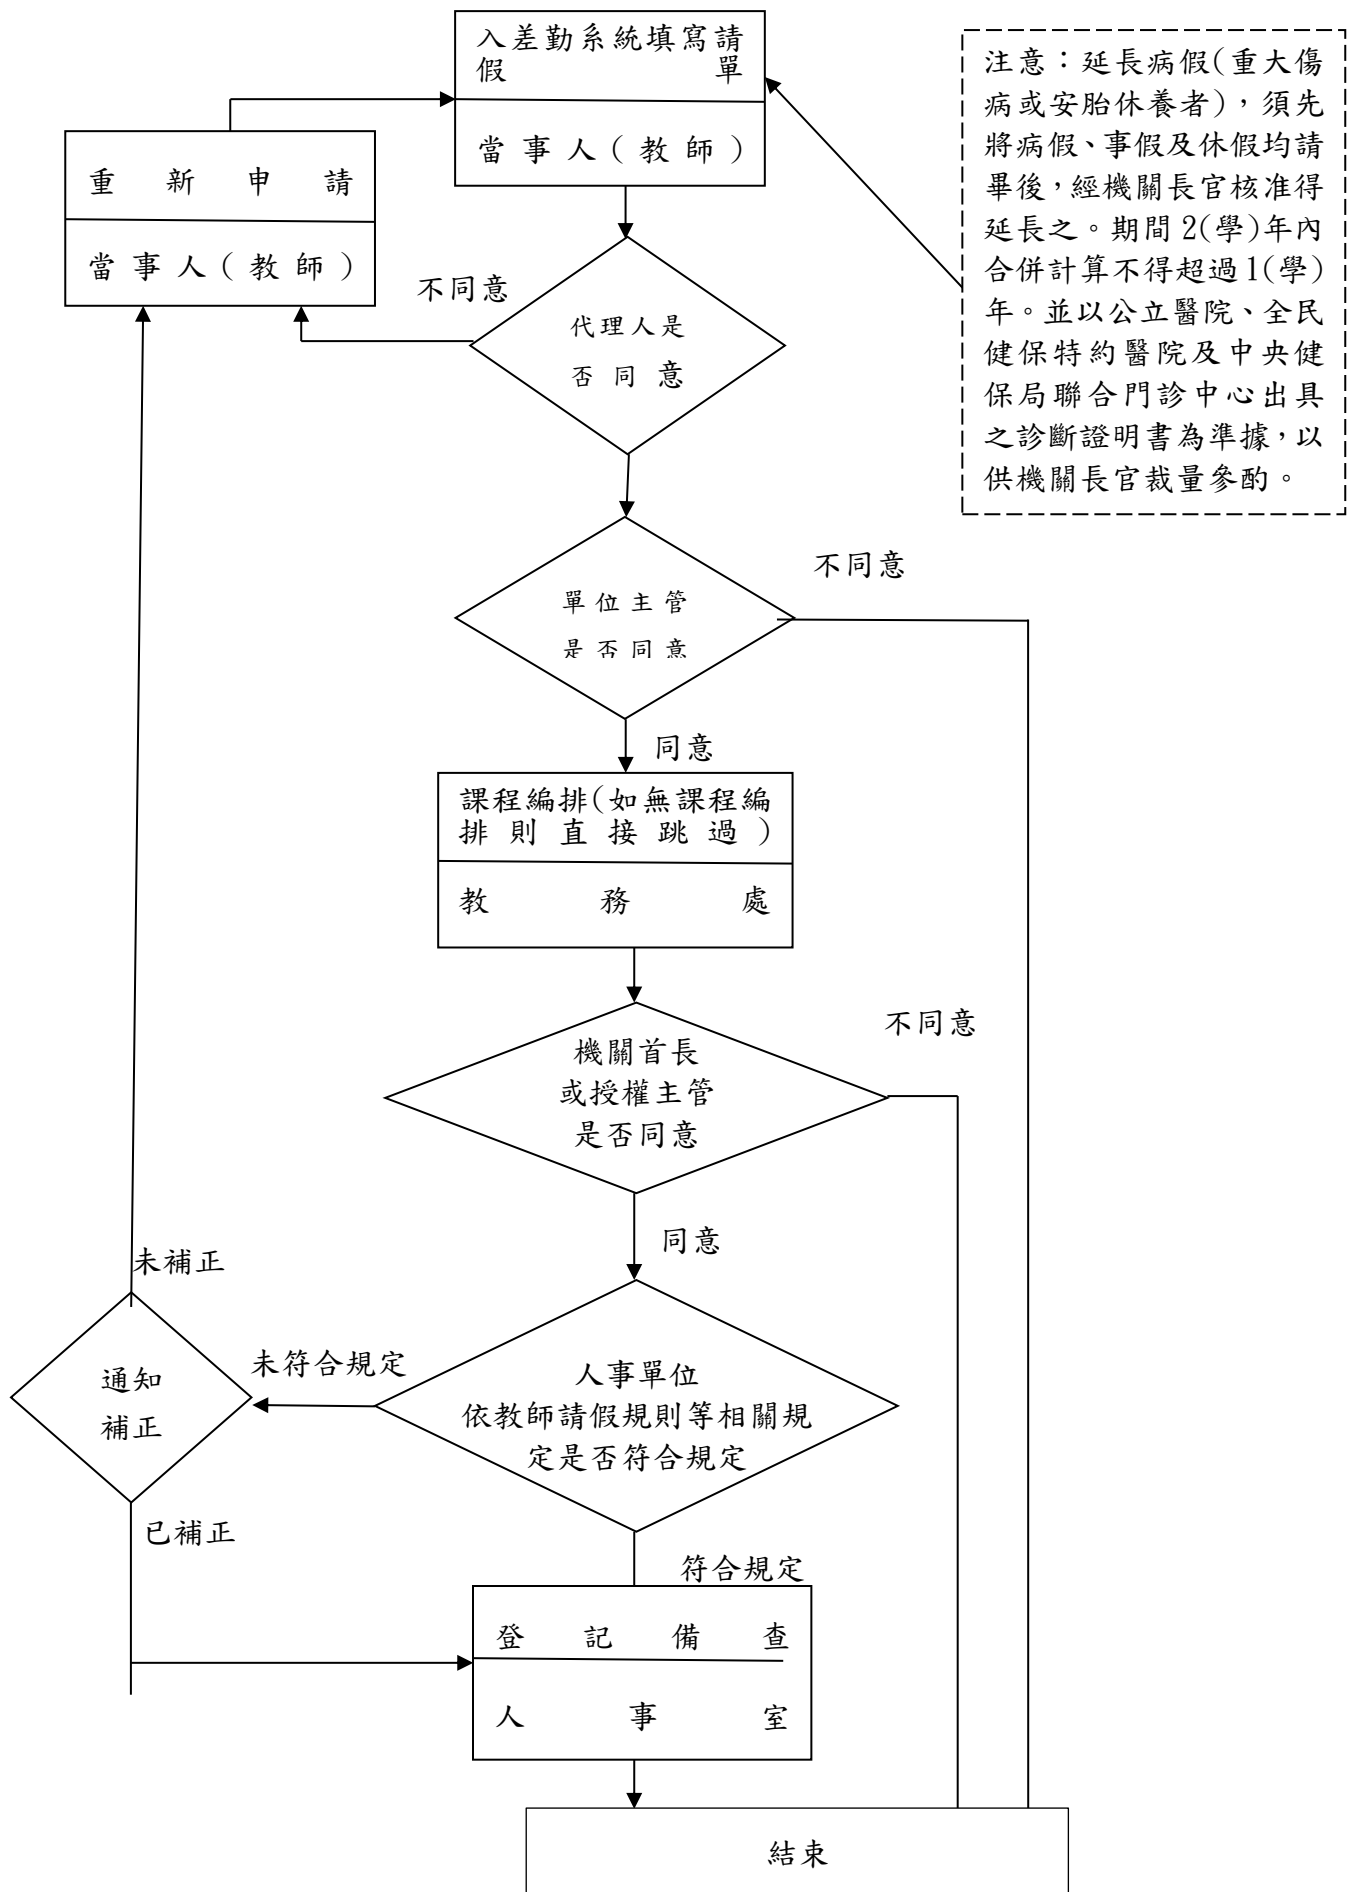 入差勤系統填寫請
假單
當事人(教師)
注意：延長病假(重大傷
病或安胎休養者)，須先
將病假、事假及休假均請
畢後，經機關長官核准得
延長之。期間2(學)年內
合併計算不得超過1(學)
年。並以公立醫院、全民
健保特約醫院及中央健
保局聯合門診中心出具
之診斷證明書為準據，以
供機關長官裁量參酌。
重新申請
當事人(教師)
不同意
代理人是
否同意
不同意
單位主管
是否同意
同意
課程編排(如無課程編
排則直接跳過)
教務處
不同意
機關首長
或授權主管
是否同意
同意
未補正
通知
補正
未符合規定
人事單位
依教師請假規則等相關規
定是否符合規定
已補正
符合規定
登記備查
人事室
結束